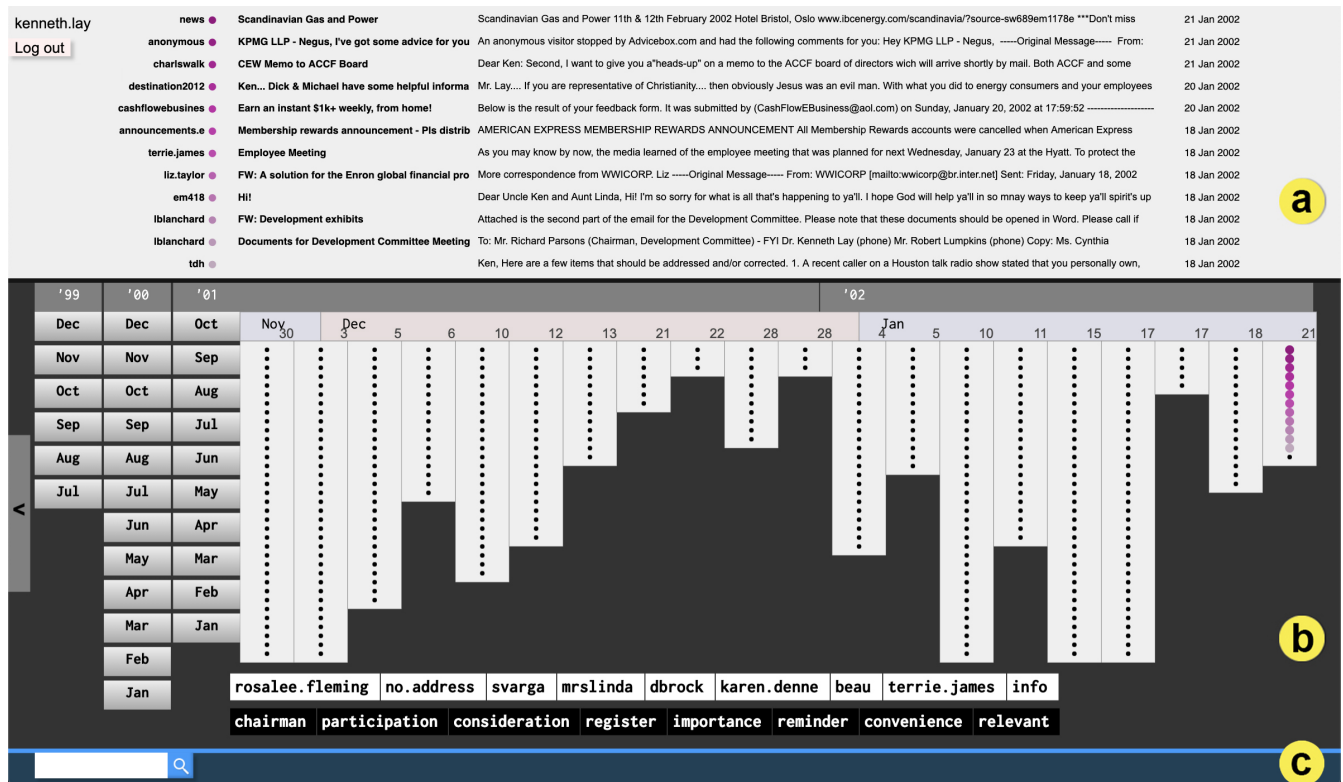 kenneth.lay
Log out
news Scandinavian Gas and Power Scandinavian Gas and Power 11th & 12th February 2002 Hotel Bristol, Oslo www.ibcenergy.com/scandinavia/?source-sw689em1178e ***Don't miss 21 Jan 2002
anonymous KPMG LLP - Negus, I've got some advice for you An anonymous visitor stopped by Advicebox.com and had the following comments for you: Hey KPMG LLP - Negus, -----Original Message----- From: 21 Jan 2002
charlswalk CEW Memo to ACCF Board Dear Ken: Second, I want to give you a"heads-up" on a memo to the ACCF board of directors wich will arrive shortly by mail. Both ACCF and some 21 Jan 2002
destination2012 Ken... Dick & Michael have some helpful informa Mr. Lay.... If you are representative of Christianity.... then obviously Jesus was an evil man. With what you did to energy consumers and your employees 20 Jan 2002
cashflowebusines Earn an instant $1k+ weekly, from home! Below is the result of your feedback form. It was submitted by (CashFlowEBusiness@aol.com) on Sunday, January 20, 2002 at 17:59:52 -------------------- 20 Jan 2002
announcements.e Membership rewards announcement - Pls distrib AMERICAN EXPRESS MEMBERSHIP REWARDS ANNOUNCEMENT All Membership Rewards accounts were cancelled when American Express 18 Jan 2002
terrie.james Employee Meeting As you may know by now, the media learned of the employee meeting that was planned for next Wednesday, January 23 at the Hyatt. To protect the 18 Jan 2002
liz.taylor FW: A solution for the Enron global financial pro More correspondence from WWICORP. Liz -----Original Message----- From: WWICORP [mailto:wwicorp@br.inter.net] Sent: Friday, January 18, 2002 18 Jan 2002
em418 Hi! Dear Uncle Ken and Aunt Linda, Hi! I'm so sorry for what is all that's happening to ya'll. I hope God will help ya'll in so mnay ways to keep ya'll spirit's up 18 Jan 2002
lblanchard FW: Development exhibits Attached is the second part of the email for the Development Committee. Please note that these documents should be opened in Word. Please call if 18 Jan 2002
lblanchard Documents for Development Committee Meeting To: Mr. Richard Parsons (Chairman, Development Committee) - FYI Dr. Kenneth Lay (phone) Mr. Robert Lumpkins (phone) Copy: Ms. Cynthia 18 Jan 2002
tdh Ken, Here are a few items that should be addressed and/or corrected. 1. A recent caller on a Houston talk radio show stated that you personally own, 18 Jan 2002
a
'99 '00 '01 '02
Dec Dec Oct Nov Dec Jan
30 3 5 6 10 12 13 21 22 28 28 4 5 10 11 15 17 17 18 21
Nov Nov Sep
Oct Oct Aug
Sep Sep Jul
Aug Aug Jun
Jul Jul May
<
Jun Apr
May Mar
Apr Feb
Mar Jan
Feb
Jan
b
rosalee.fleming no.address svarga mrslinda dbrock karen.denne beau terrie.james info
chairman participation consideration register importance reminder convenience relevant
c